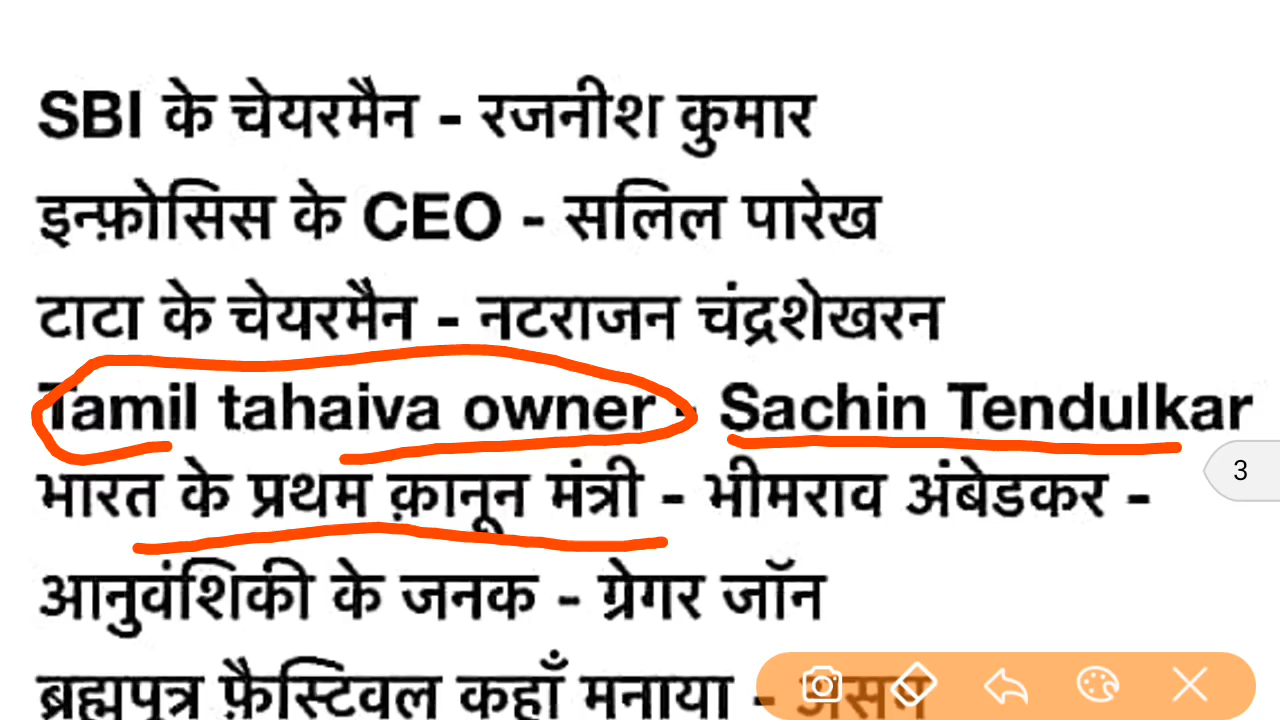 SBI के चेयरमैन - रजनीश कुमार
इन्फ़ोसिस के CEO - सलिल पारेख
टाटा के चेयरमैन - नटराजन चंद्रशेखरन
Tamil tahaiva owner - Sachin Tendulkar
भारत के प्रथम क़ानून मंत्री - भीमराव अंबेडकर -
3
आनुवंशिकी के जनक - ग्रेगर जॉन
ब्रह्मपुत्र फ़ैस्टिवल कहाँ मनाया -